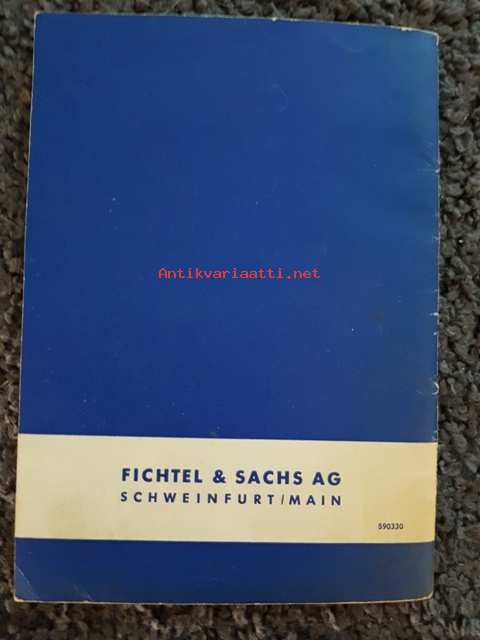 Antikvariaatti.net
FICHTEL & SACHS AG
SCHWEINFURT/MAIN
590330